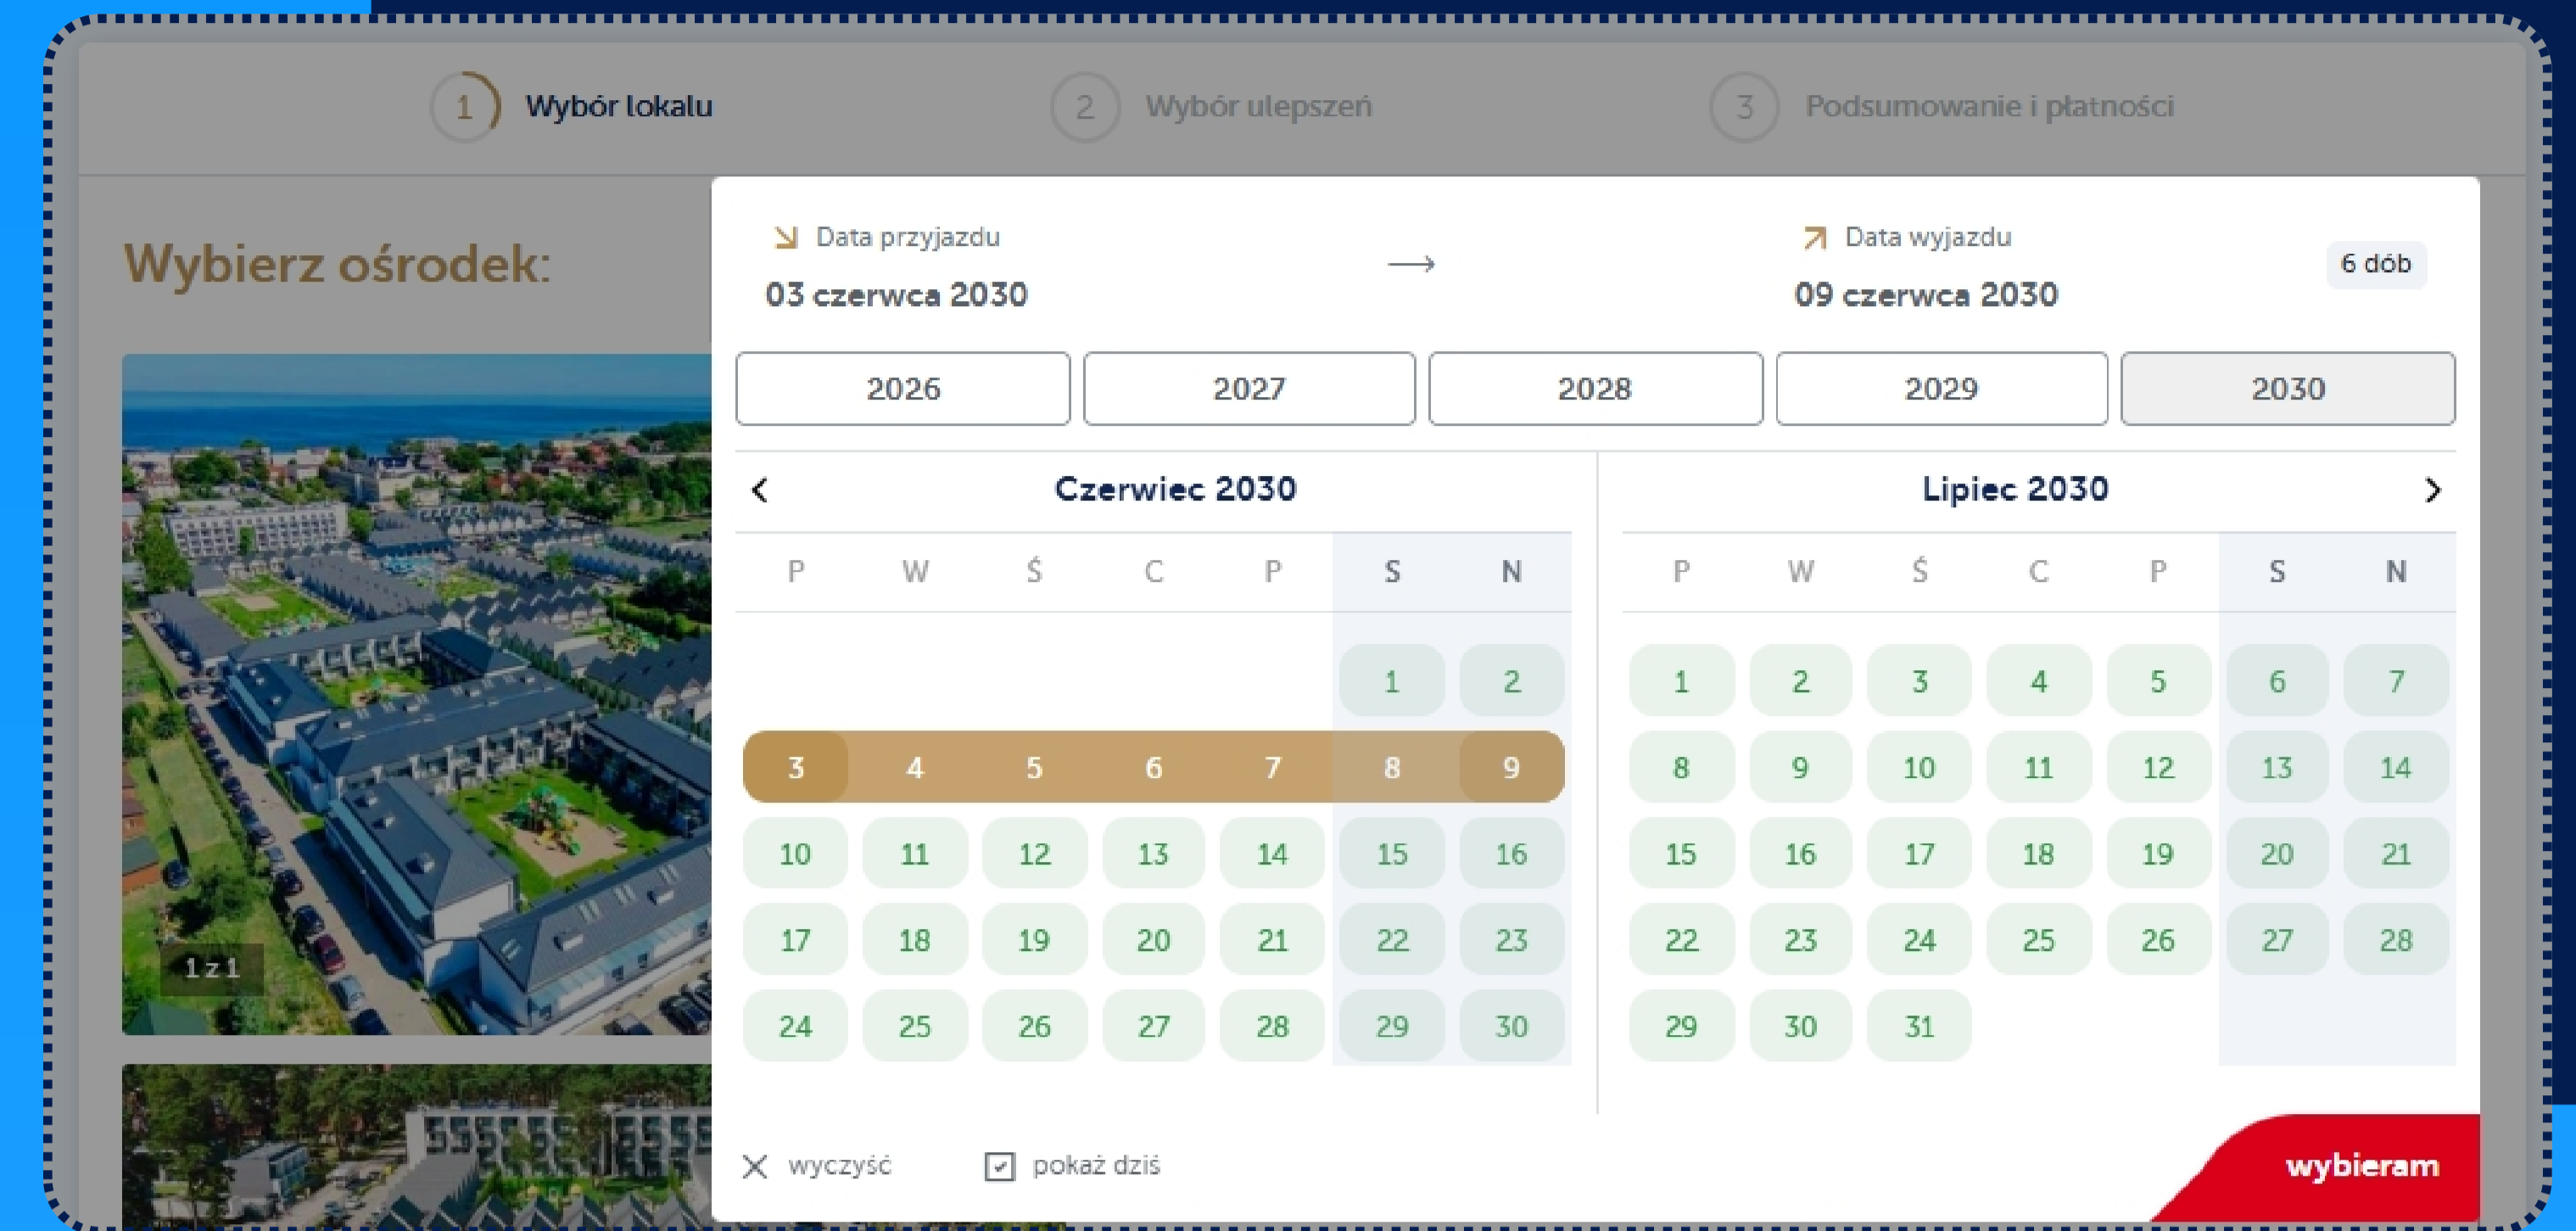 1 Wybór lokalu 2 Wybór ulepszeń 3 Podsumowanie i płatności
Wybierz ośrodek:
1 z 1
Data przyjazdu
03 czerwca 2030
Data wyjazdu
09 czerwca 2030
6 dób
2026 2027 2028 2029 2030
Czerwiec 2030
P W Ś C P S N
1 2
3 4 5 6 7 8 9
10 11 12 13 14 15 16
17 18 19 20 21 22 23
24 25 26 27 28 29 30
Lipiec 2030
P W Ś C P S N
1 2 3 4 5 6 7
8 9 10 11 12 13 14
15 16 17 18 19 20 21
22 23 24 25 26 27 28
29 30 31
wyczyść
pokaż dziś
wybieram